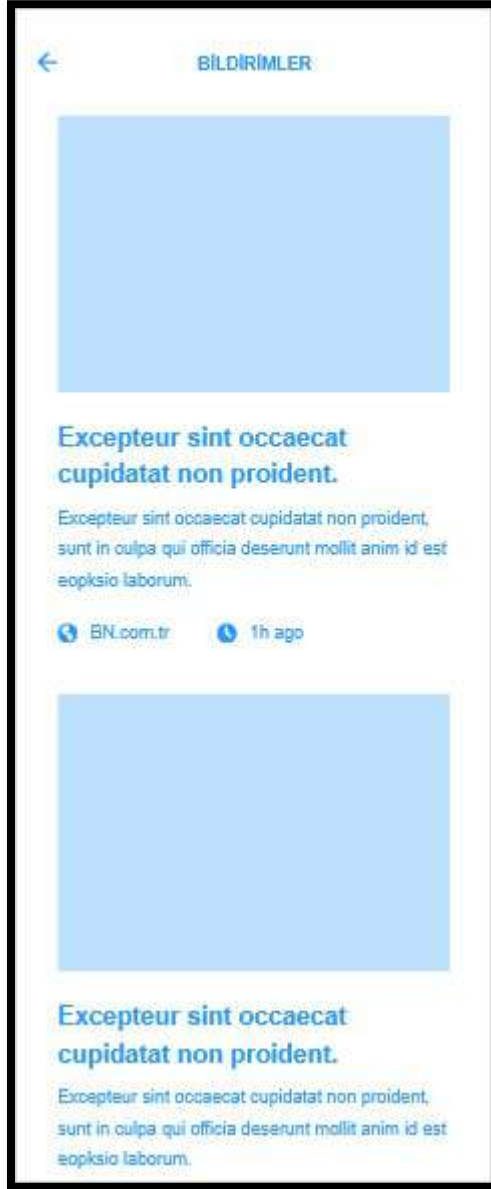 BİLDİRİMLER
Excepteur sint occaecat
cupidatat non proident.
Excepteur sint occaecat cupidatat non proident,
sunt in culpa qui officia deserunt mollit anim id est
eopksio laborum.
BN.com.tr 1h ago
Excepteur sint occaecat
cupidatat non proident.
Excepteur sint occaecat cupidatat non proident,
sunt in culpa qui officia deserunt mollit anim id est
eopksio laborum.